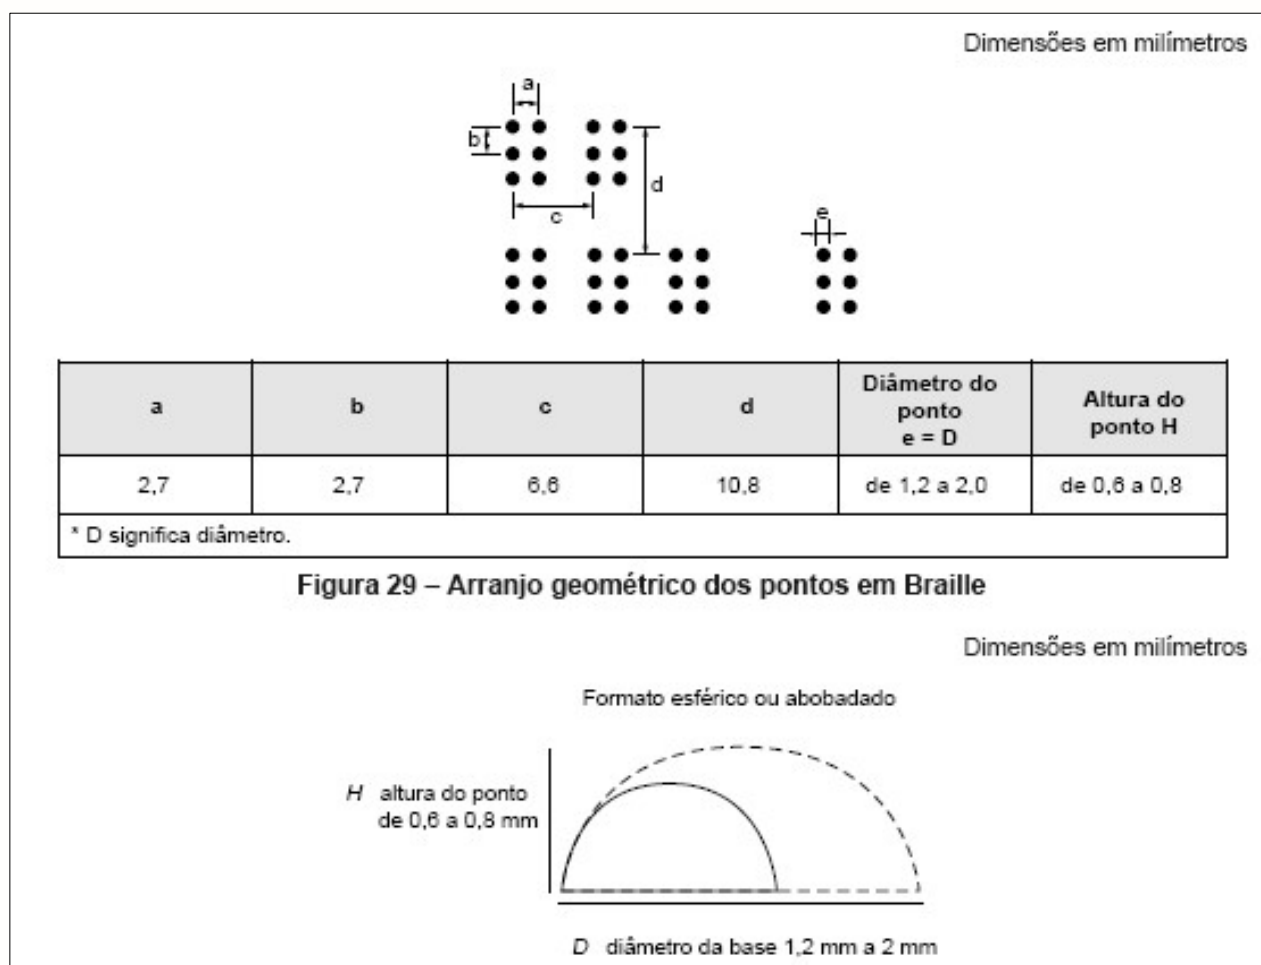 Dimensões em milímetros
a
b
d
c
e
a
b
c
d
Diâmetro do
ponto
e = D
Altura do
ponto H
2,7
2,7
6,6
10,8
de 1,2 a 2,0
de 0,6 a 0,8
* D significa diâmetro.
Figura 29 – Arranjo geométrico dos pontos em Braille
Dimensões em milímetros
Formato esférico ou abobadado
H altura do ponto
de 0,6 a 0,8 mm
D diâmetro da base 1,2 mm a 2 mm